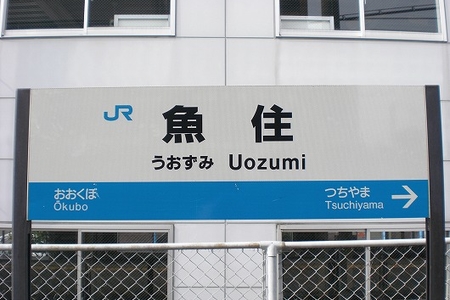 JR
魚住
うおずみ Uozumi
おおくぼ つちやま →
Ōkubo Tsuchiyama